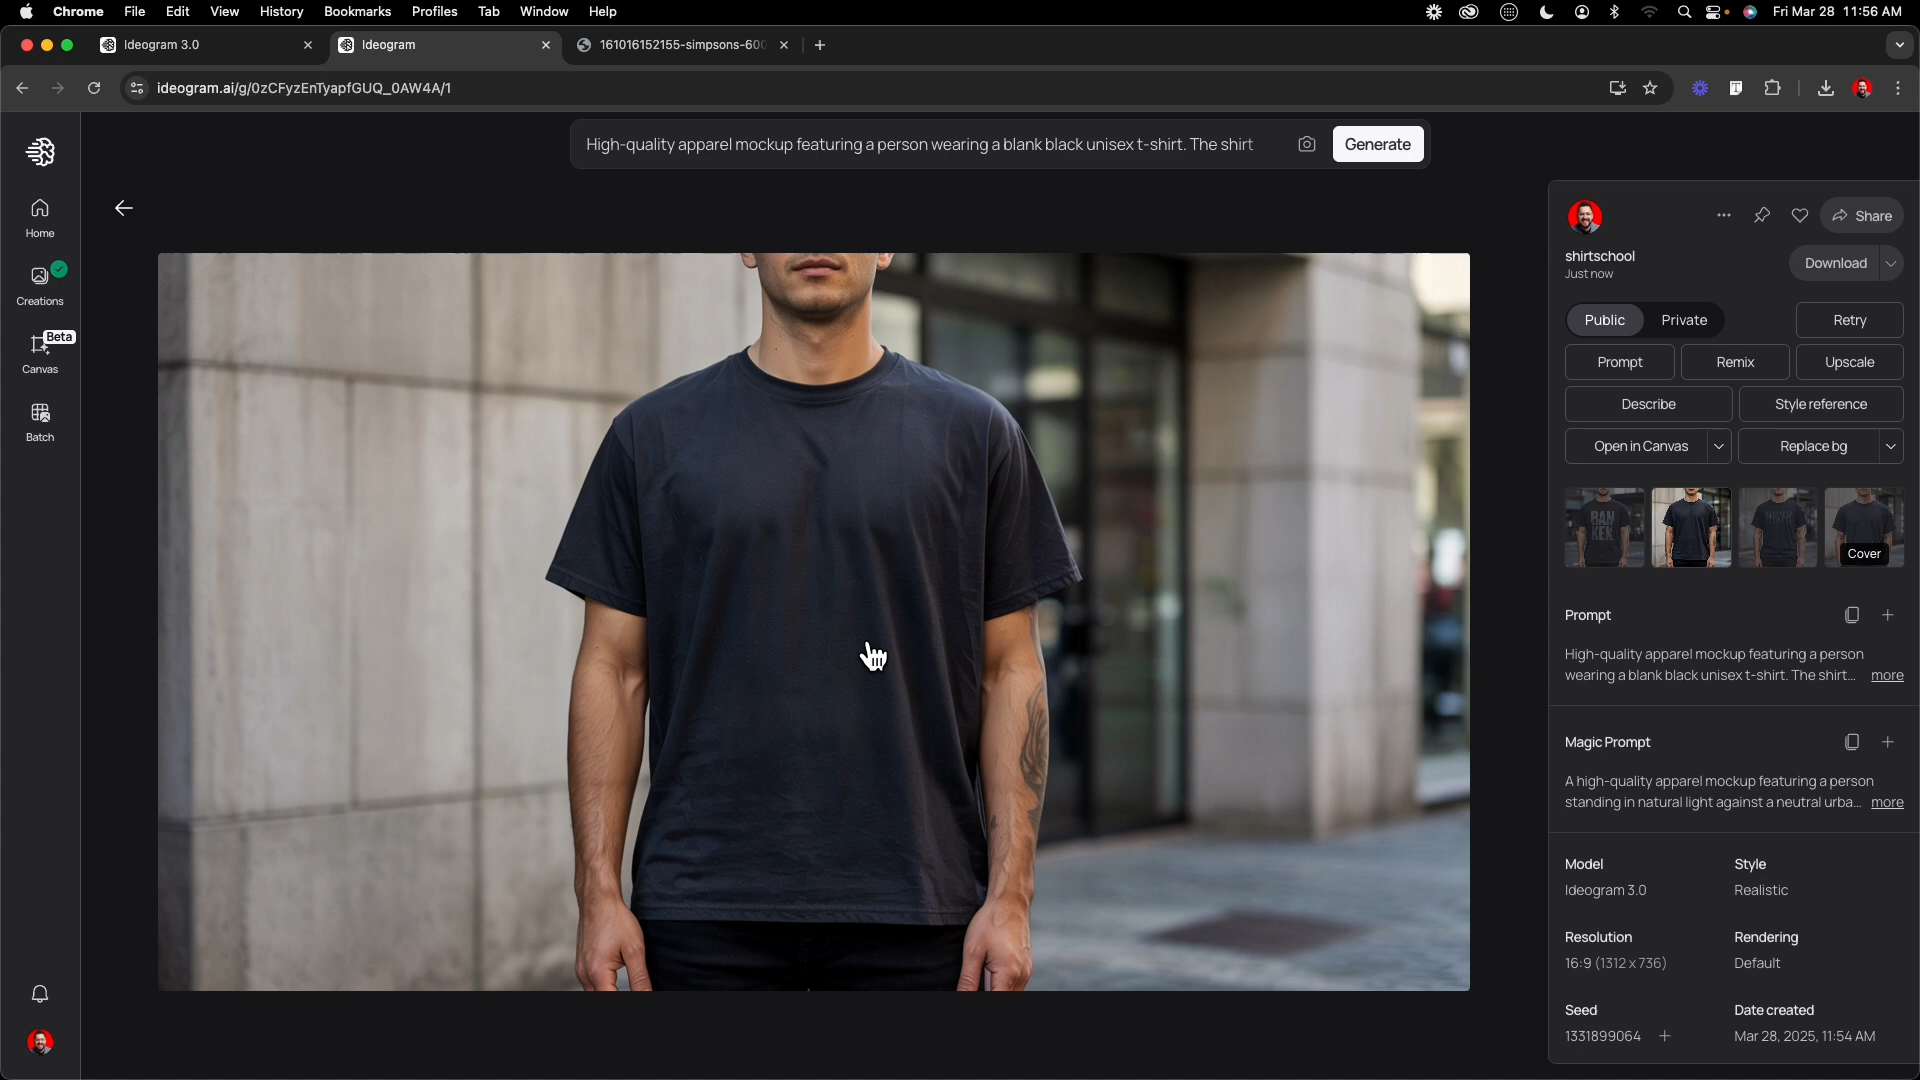 Chrome File Edit View History Bookmarks Profiles Tab Window Help Fri Mar 28 11:56 AM
Ideogram 3.0 Ideogram 161016152155-simpsons-600
ideogram.ai/g/0zCFyzEnTyapfGUQ_0AW4A/1
High-quality apparel mockup featuring a person wearing a blank black unisex t-shirt. The shirt Generate
Home
Creations
Beta
Canvas
Batch
Share
shirtschool
Just now
Download
Public Private Retry
Prompt Remix Upscale
Describe Style reference
Open in Canvas Replace bg
BAN
KEK
Cover
Prompt
High-quality apparel mockup featuring a person
wearing a blank black unisex t-shirt. The shirt... more
Magic Prompt
A high-quality apparel mockup featuring a person
standing in natural light against a neutral urba... more
Model Style
Ideogram 3.0 Realistic
Resolution Rendering
16:9 (1312 x 736) Default
Seed Date created
1331899064 Mar 28, 2025, 11:54 AM